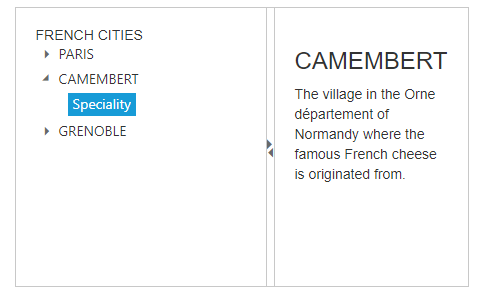 FRENCH CITIES
PARIS
CAMEMBERT
Speciality
GRENOBLE
CAMEMBERT
The village in the Orne
département of
Normandy where the
famous French cheese
is originated from.